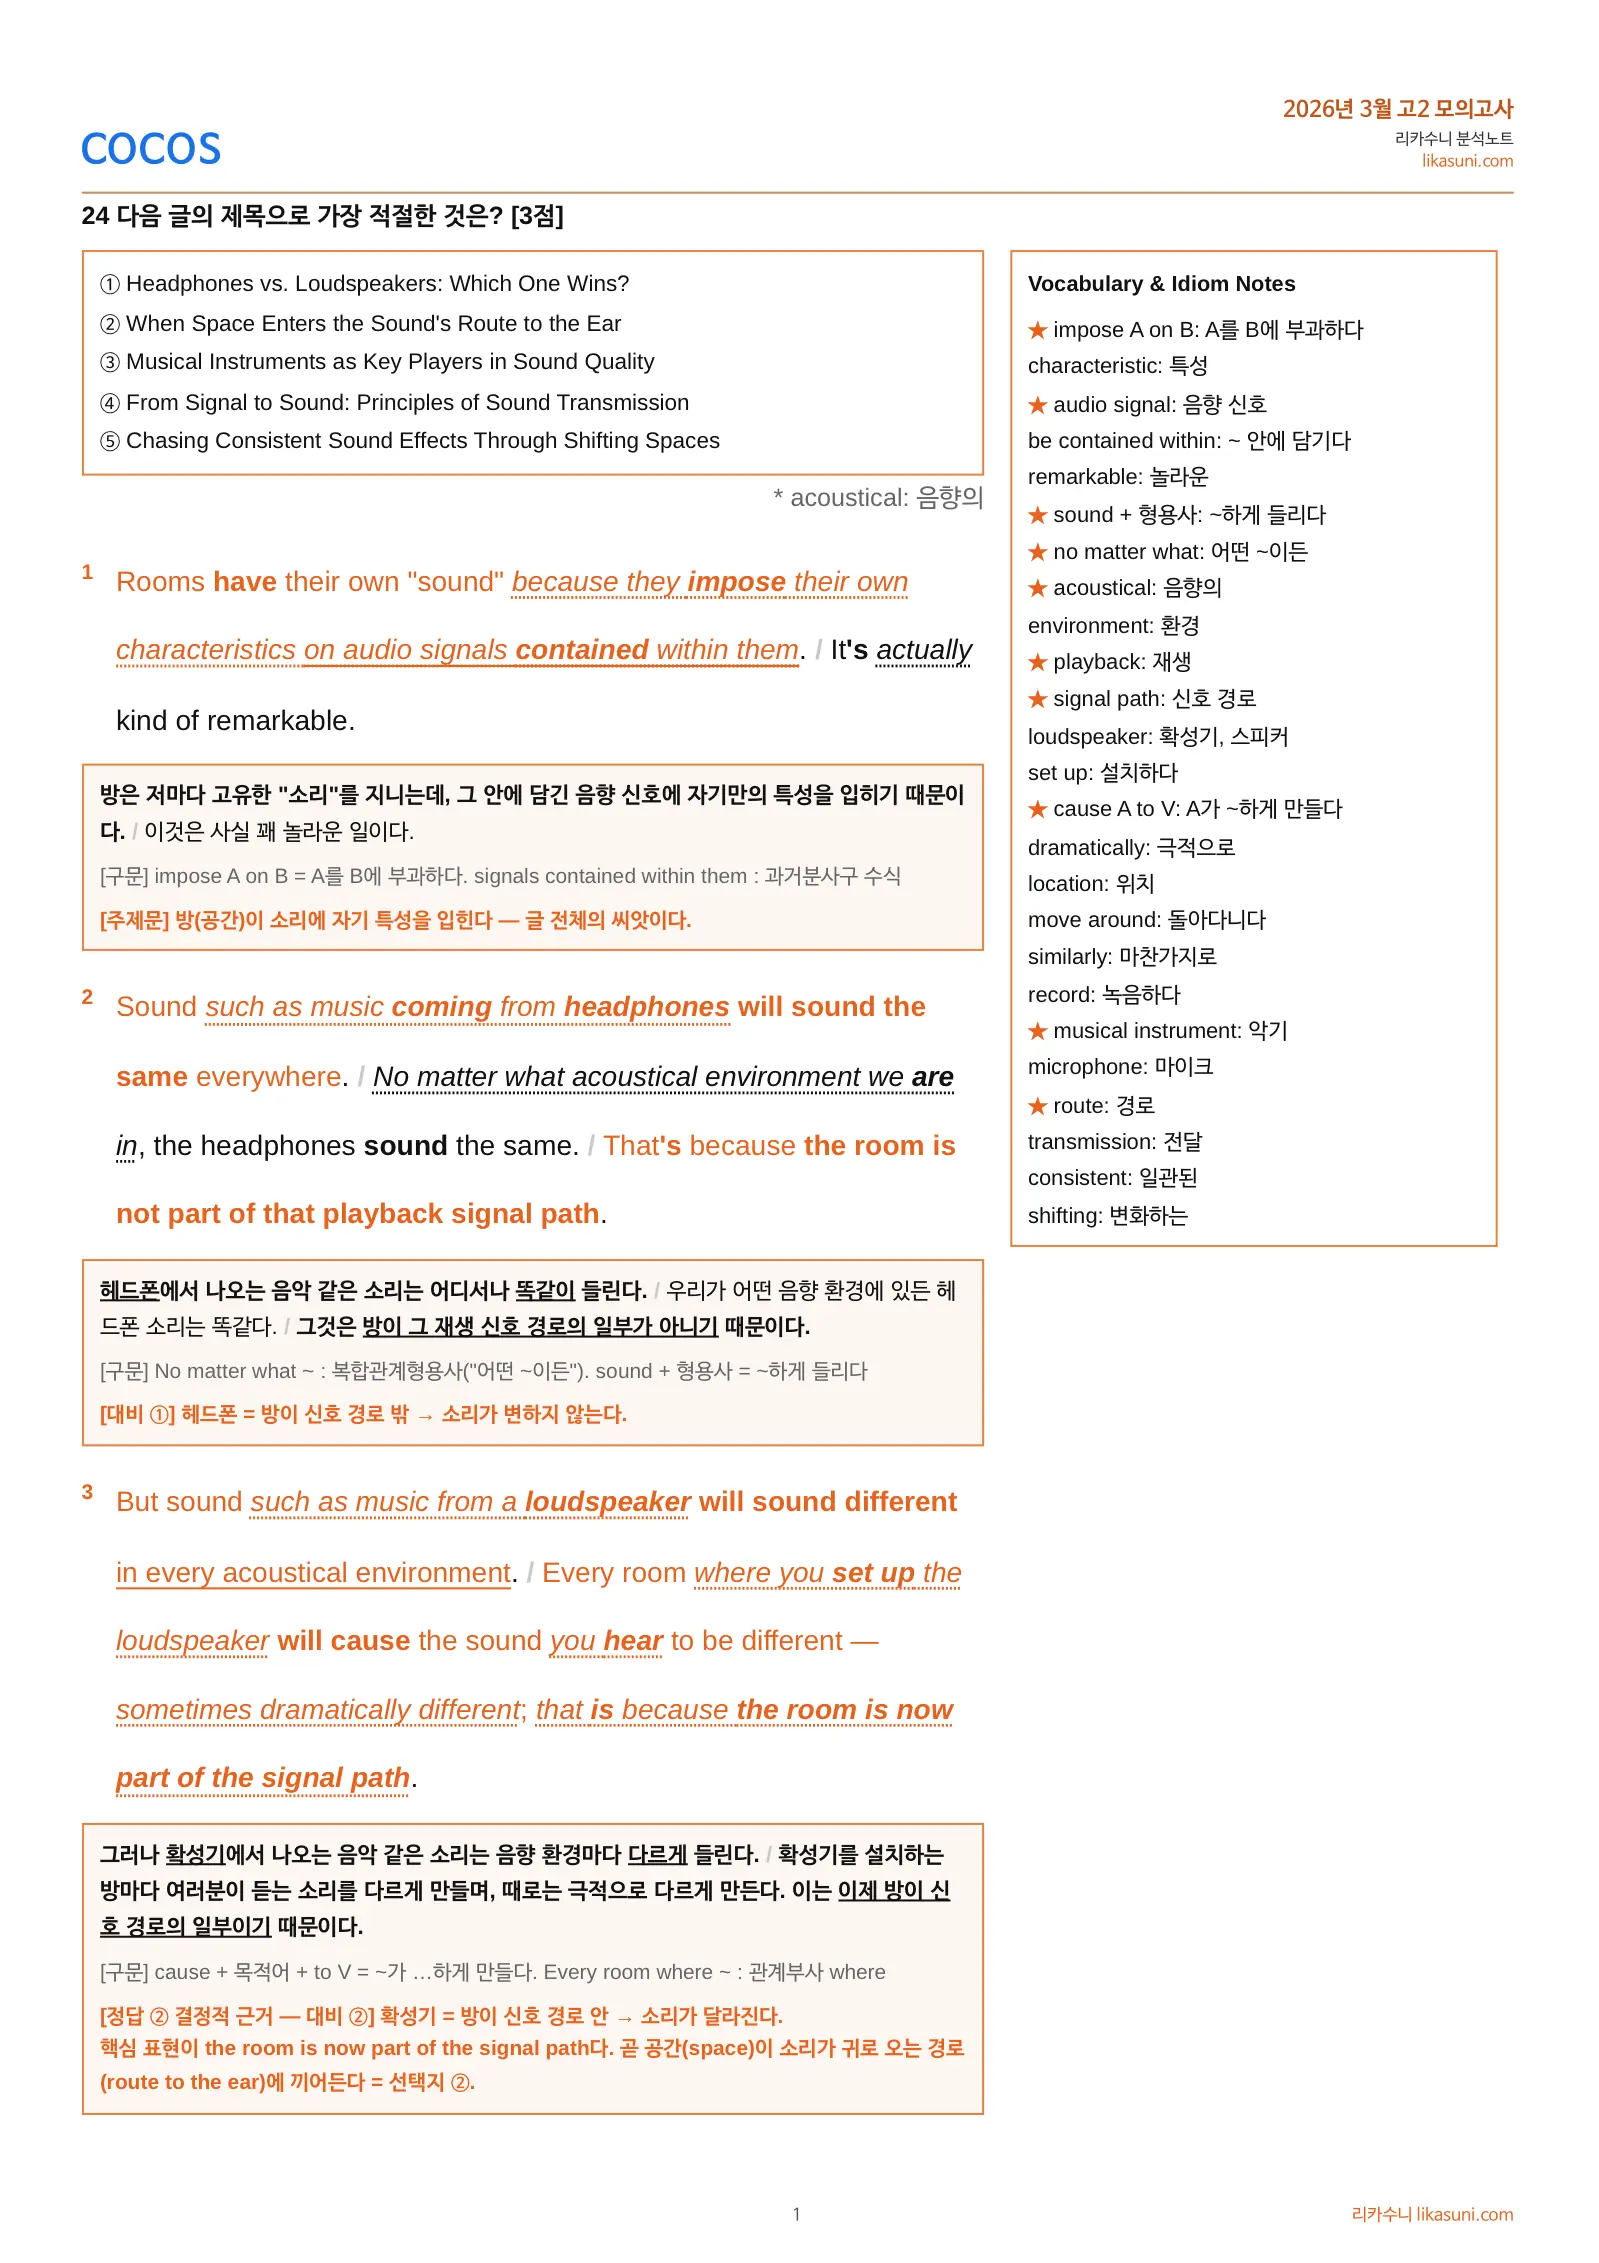 cocos
2026년 3월 고2 모의고사
리카수니 분석노트
likasuni.com
24 다음 글의 제목으로 가장 적절한 것은? [3점]
① Headphones vs. Loudspeakers: Which One Wins?
② When Space Enters the Sound's Route to the Ear
③ Musical Instruments as Key Players in Sound Quality
④ From Signal to Sound: Principles of Sound Transmission
⑤ Chasing Consistent Sound Effects Through Shifting Spaces
* acoustical: 음향의
1 Rooms have their own "sound" because they impose their own
characteristics on audio signals contained within them. / It's actually
kind of remarkable.
방은 저마다 고유한 "소리"를 지니는데, 그 안에 담긴 음향 신호에 자기만의 특성을 입히기 때문이
다. / 이것은 사실 꽤 놀라운 일이다.
[구문] impose A on B = A를 B에 부과하다. signals contained within them : 과거분사구 수식
[주제문] 방(공간)이 소리에 자기 특성을 입힌다 — 글 전체의 씨앗이다.
2 Sound such as music coming from headphones will sound the
same everywhere. / No matter what acoustical environment we are
in, the headphones sound the same. / That's because the room is
not part of that playback signal path.
헤드폰에서 나오는 음악 같은 소리는 어디서나 똑같이 들린다. / 우리가 어떤 음향 환경에 있든 헤
드폰 소리는 똑같다. / 그것은 방이 그 재생 신호 경로의 일부가 아니기 때문이다.
[구문] No matter what ~ : 복합관계형용사("어떤 ~이든"). sound + 형용사 = ~하게 들리다
[대비 ①] 헤드폰 = 방이 신호 경로 밖 → 소리가 변하지 않는다.
3 But sound such as music from a loudspeaker will sound different
in every acoustical environment. / Every room where you set up the
loudspeaker will cause the sound you hear to be different —
sometimes dramatically different; that is because the room is now
part of the signal path.
그러나 확성기에서 나오는 음악 같은 소리는 음향 환경마다 다르게 들린다. / 확성기를 설치하는
방마다 여러분이 듣는 소리를 다르게 만들며, 때로는 극적으로 다르게 만든다. 이는 이제 방이 신
호 경로의 일부이기 때문이다.
[구문] cause + 목적어 + to V = ~가 …하게 만들다. Every room where ~ : 관계부사 where
[정답 ② 결정적 근거 — 대비 ②] 확성기 = 방이 신호 경로 안 → 소리가 달라진다.
핵심 표현이 the room is now part of the signal path다. 곧 공간(space)이 소리가 귀로 오는 경로
(route to the ear)에 끼어든다 = 선택지 ②.
Vocabulary & Idiom Notes
★ impose A on B: A를 B에 부과하다
characteristic: 특성
★ audio signal: 음향 신호
be contained within: ~ 안에 담기다
remarkable: 놀라운
★ sound + 형용사: ~하게 들리다
★ no matter what: 어떤 ~이든
★ acoustical: 음향의
environment: 환경
★ playback: 재생
★ signal path: 신호 경로
loudspeaker: 확성기, 스피커
set up: 설치하다
★ cause A to V: A가 ~하게 만들다
dramatically: 극적으로
location: 위치
move around: 돌아다니다
similarly: 마찬가지로
record: 녹음하다
★ musical instrument: 악기
microphone: 마이크
★ route: 경로
transmission: 전달
consistent: 일관된
shifting: 변화하는
1
리카수니 likasuni.com